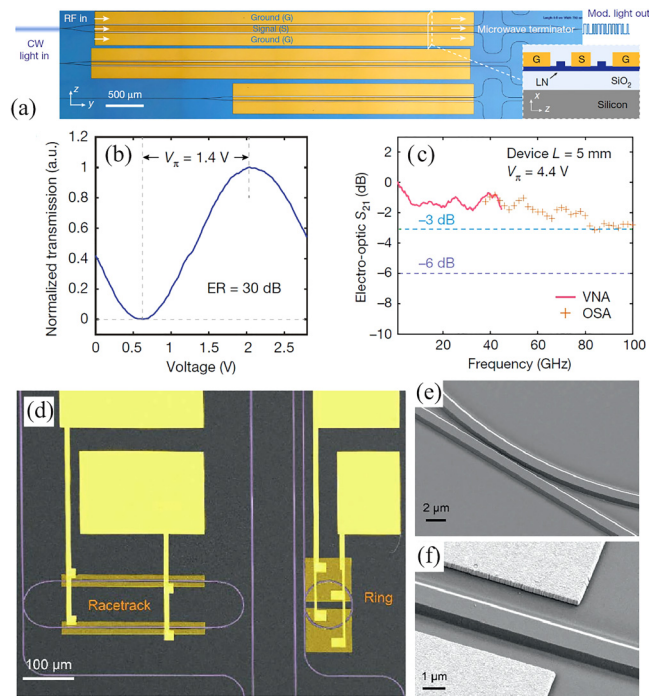 RF in
Ground (G)
Signal (S)
Ground (G)
CW
light in
Microwave terminator
Mod. light out
G S G
LN
SiO₂
Silicon
x
z
z
y
500 μm
(a)
(b)
Vπ = 1.4 V
ER = 30 dB
Normalized transmission (a.u.)
1.2
1
0.8
0.6
0.4
0.2
0
0 0.5 1 1.5 2 2.5
Voltage (V)
(c)
Device L = 5 mm
Vπ = 4.4 V
−3 dB
−6 dB
VNA
OSA
Electro-optic S₂₁ (dB)
2
0
−2
−4
−6
−8
−10
20 40 60 80 100
Frequency (GHz)
(d)
Racetrack
Ring
100 μm
(e)
2 μm
(f)
1 μm